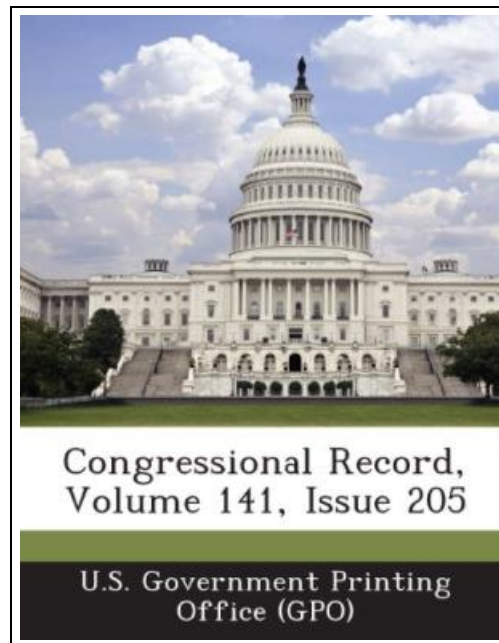 Congressional Record,
Volume 141, Issue 205
U.S. Government Printing
Office (GPO)